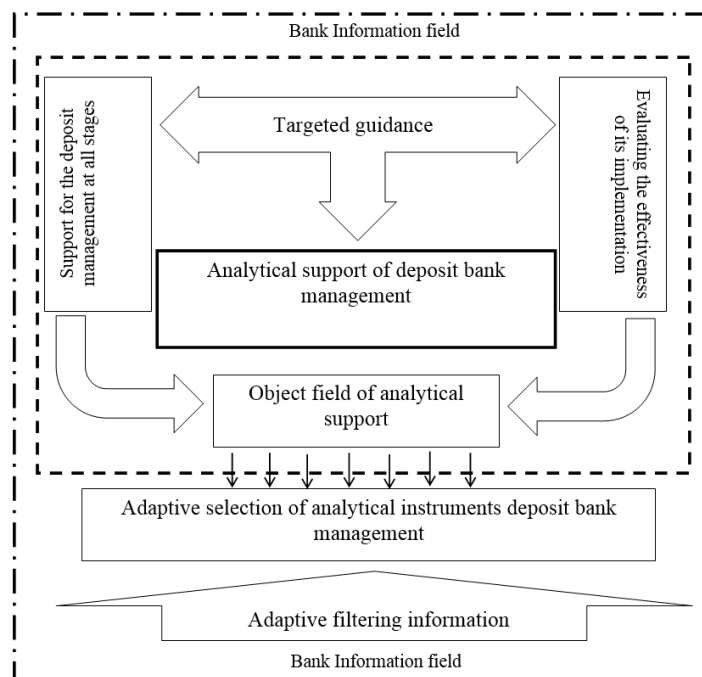 Bank Information field
Targeted guidance
Support for the deposit
management at all stages
Evaluating the effectiveness
of its implementation
Analytical support of deposit bank
management
Object field of analytical
support
Adaptive selection of analytical instruments deposit bank
management
Adaptive filtering information
Bank Information field